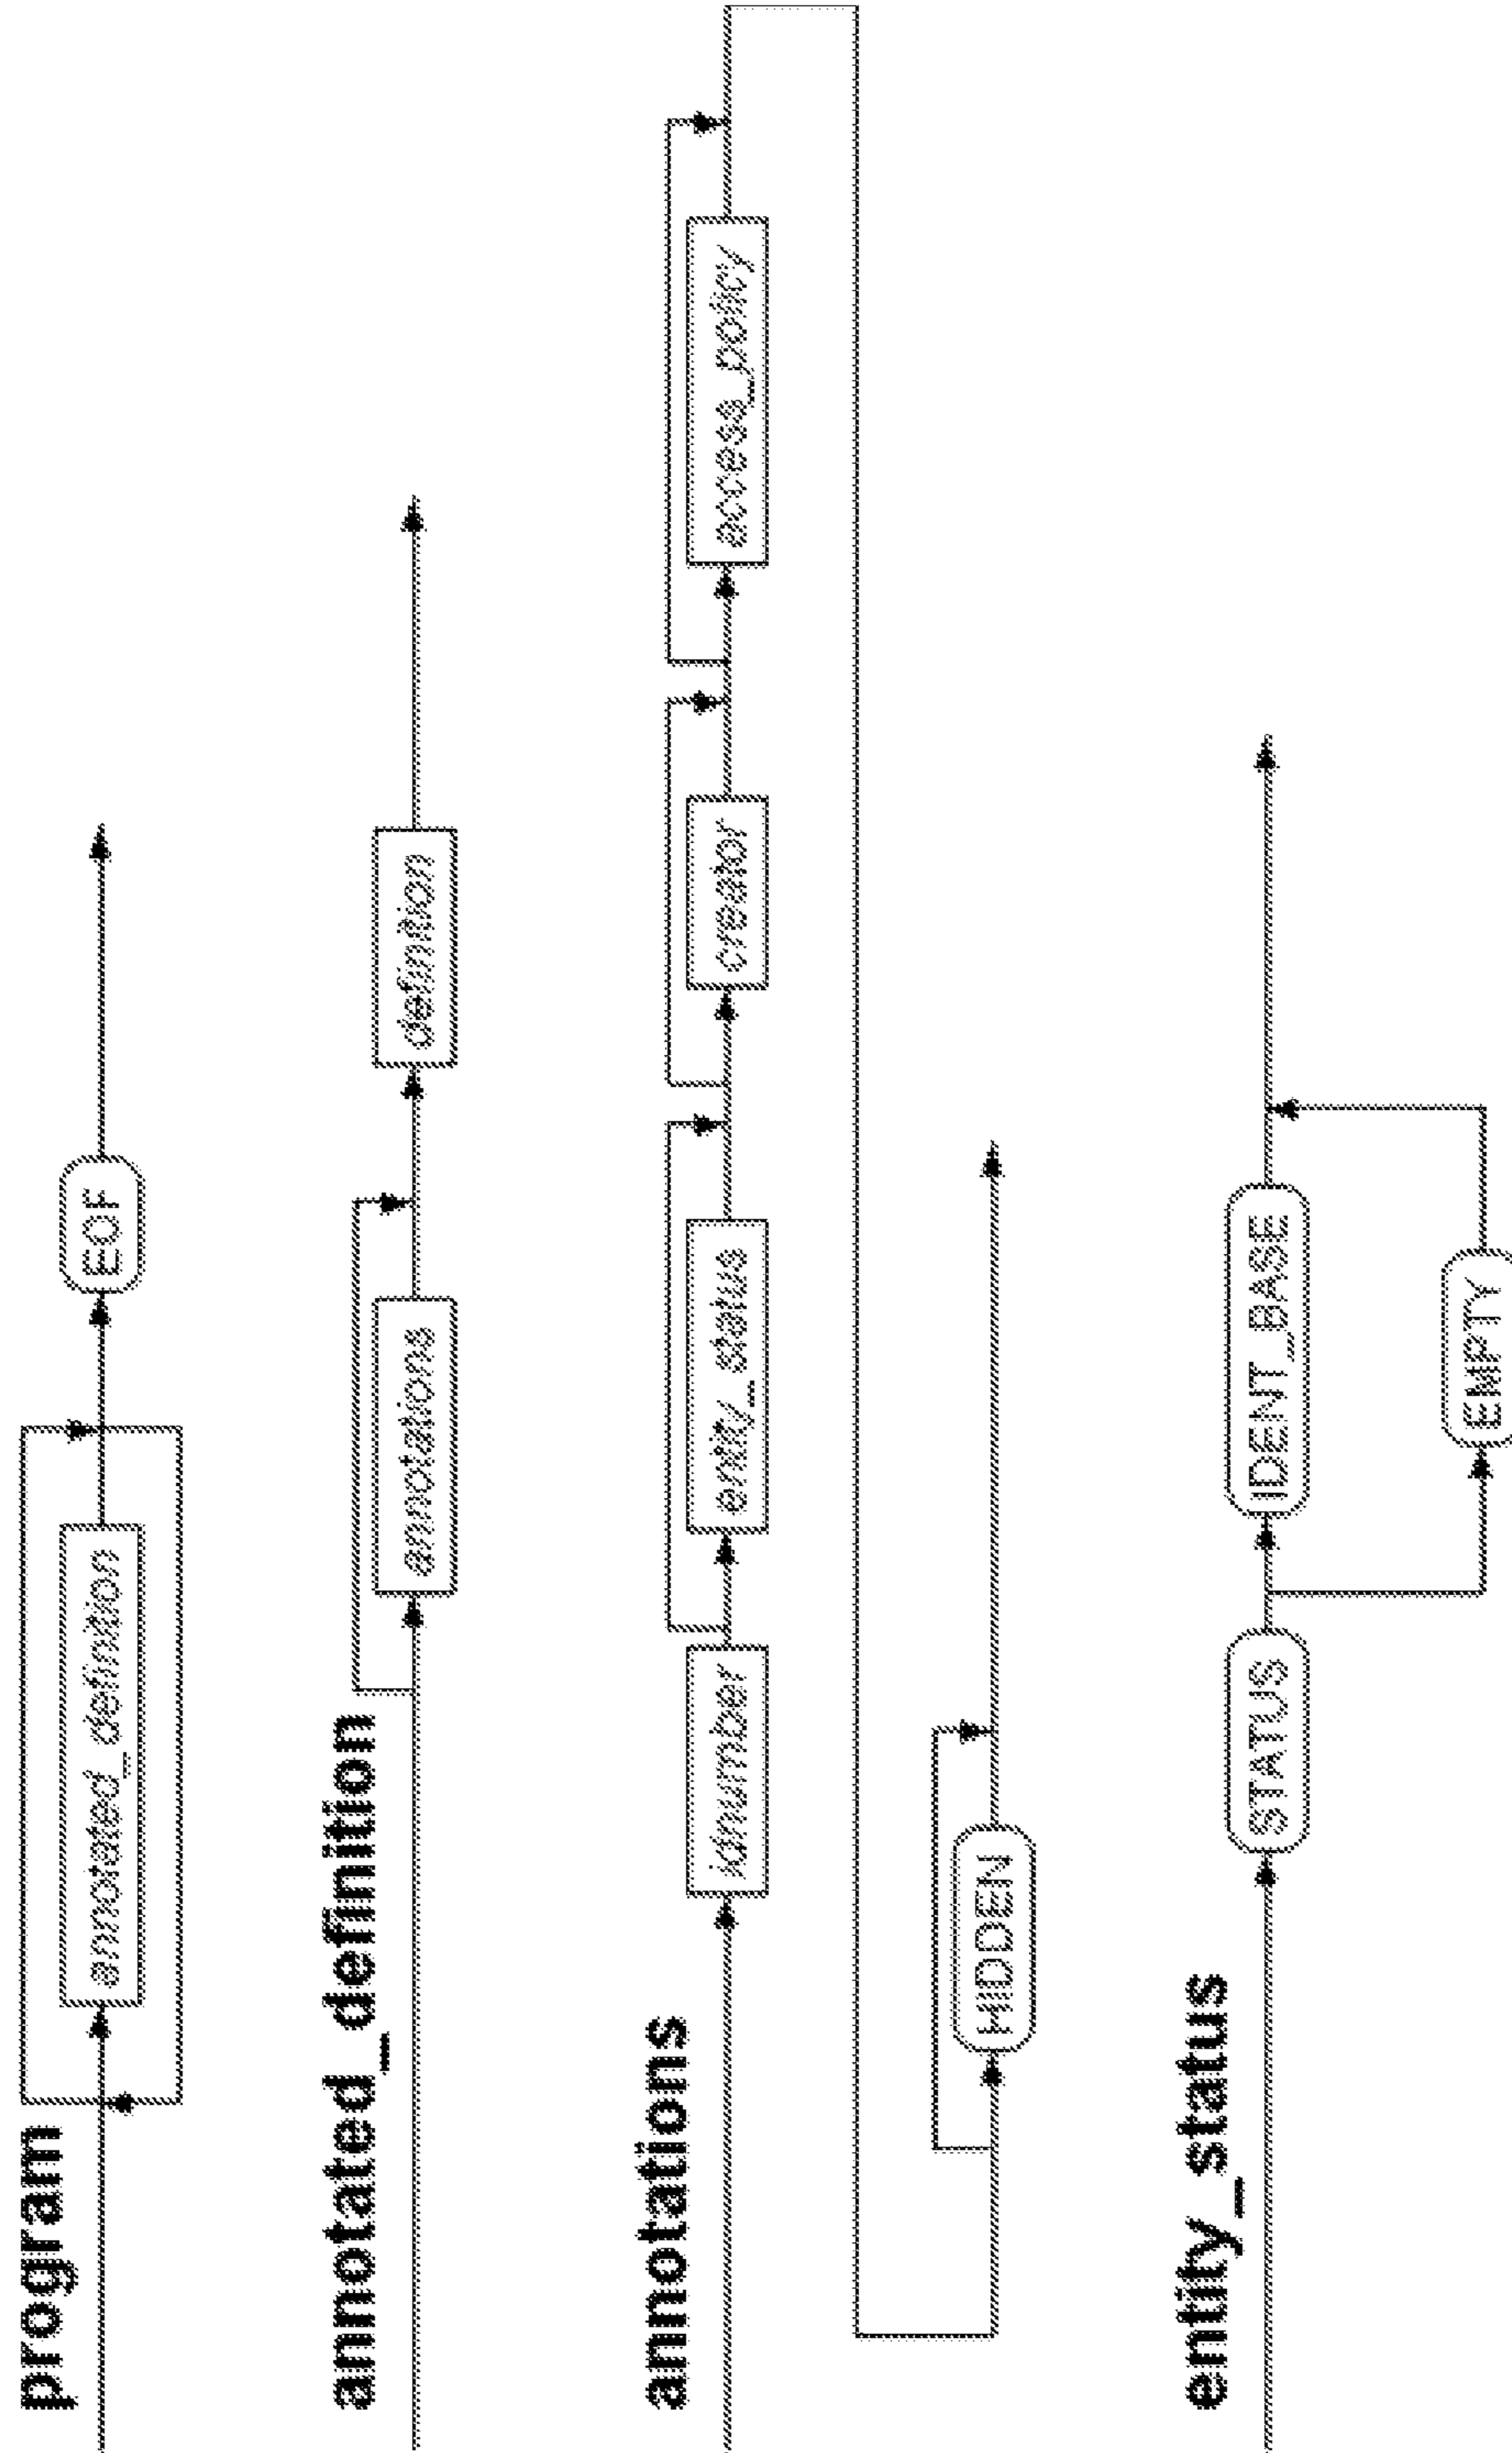 program
annotated_definition EOF
annotated_definition
annotations definition
annotations
idnumber entity_status creator access_policy
HIDDEN
entity_status
STATUS IDENT_BASE
EMPTY